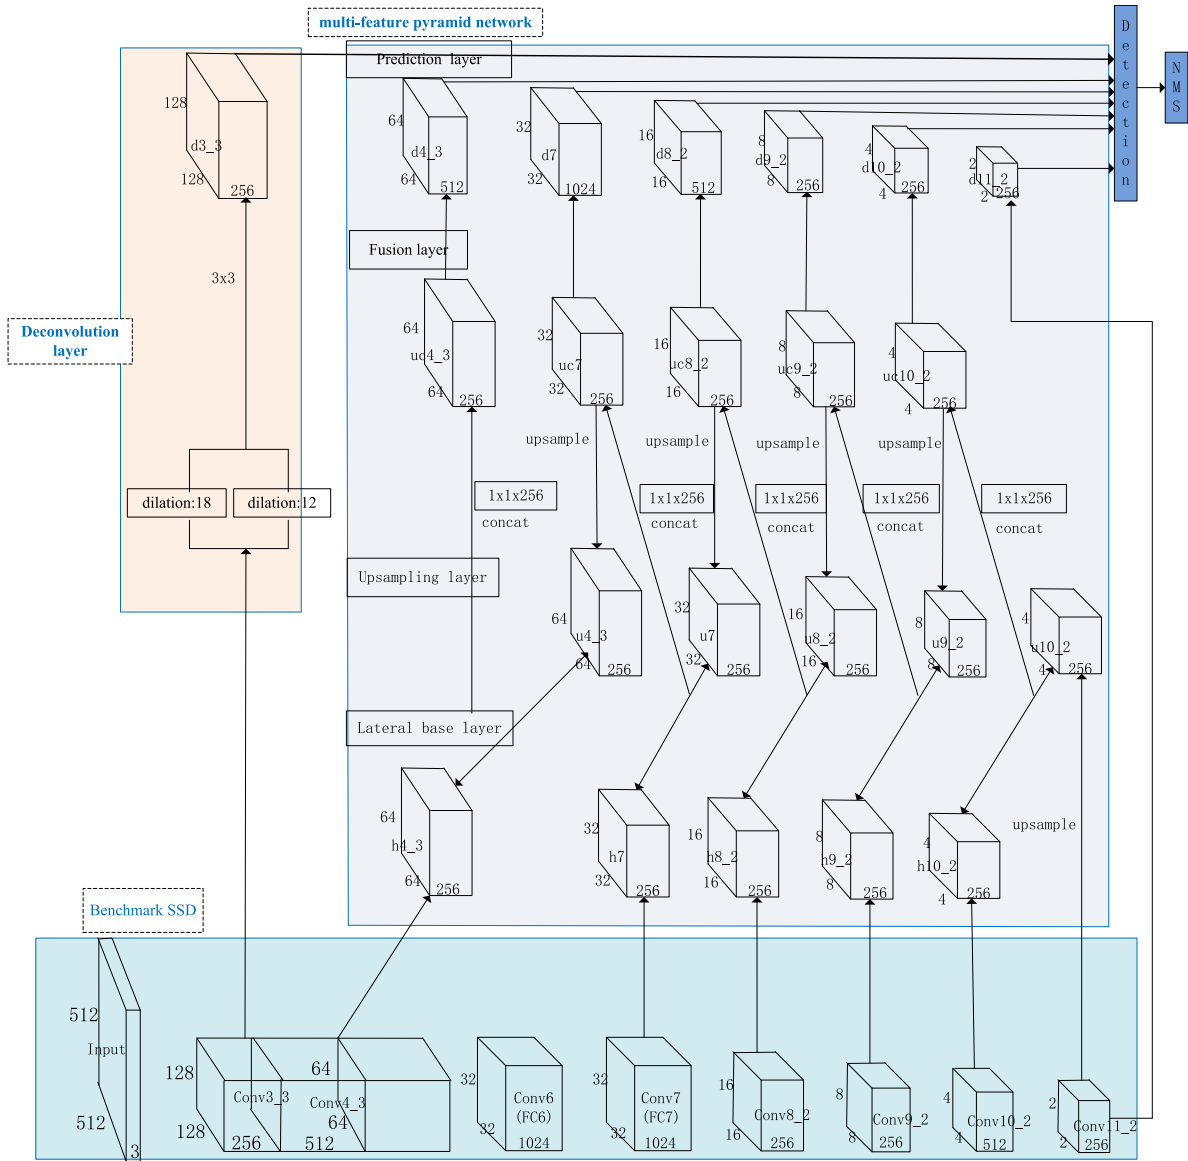 multi-feature pyramid network
Prediction layer
128
d3_3
128
256
64
d4_3
64
512
32
d7
32
1024
16
d8_2
16
512
8
d9_2
8
256
4
d10_2
4
256
2
d11_2
2
256
Detection
NMS
3x3
Fusion layer
Deconvolution
layer
64
uc4_3
64
256
32
uc7
32
256
16
uc8_2
16
256
8
uc9_2
8
256
4
uc10_2
4
256
upsample
upsample
upsample
upsample
dilation:18
dilation:12
1x1x256
concat
1x1x256
concat
1x1x256
concat
1x1x256
concat
1x1x256
concat
Upsampling layer
64
u4_3
64
256
32
u7
32
256
16
u8_2
16
256
8
u9_2
8
256
4
u10_2
4
256
Lateral base layer
64
h4_3
64
256
32
h7
32
256
16
h8_2
16
256
8
h9_2
8
256
4
h10_2
4
256
upsample
Benchmark SSD
512
Input
512
3
128
Conv3_3
128
256
64
Conv4_3
64
512
32
Conv6
(FC6)
32
1024
32
Conv7
(FC7)
32
1024
16
Conv8_2
16
256
8
Conv9_2
8
256
4
Conv10_2
4
512
2
Conv11_2
2
256